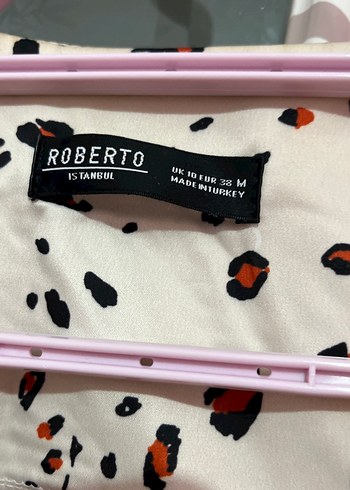 ROBERTO
ISTANBUL
UK 10 EUR 38 M
MADE IN TURKEY